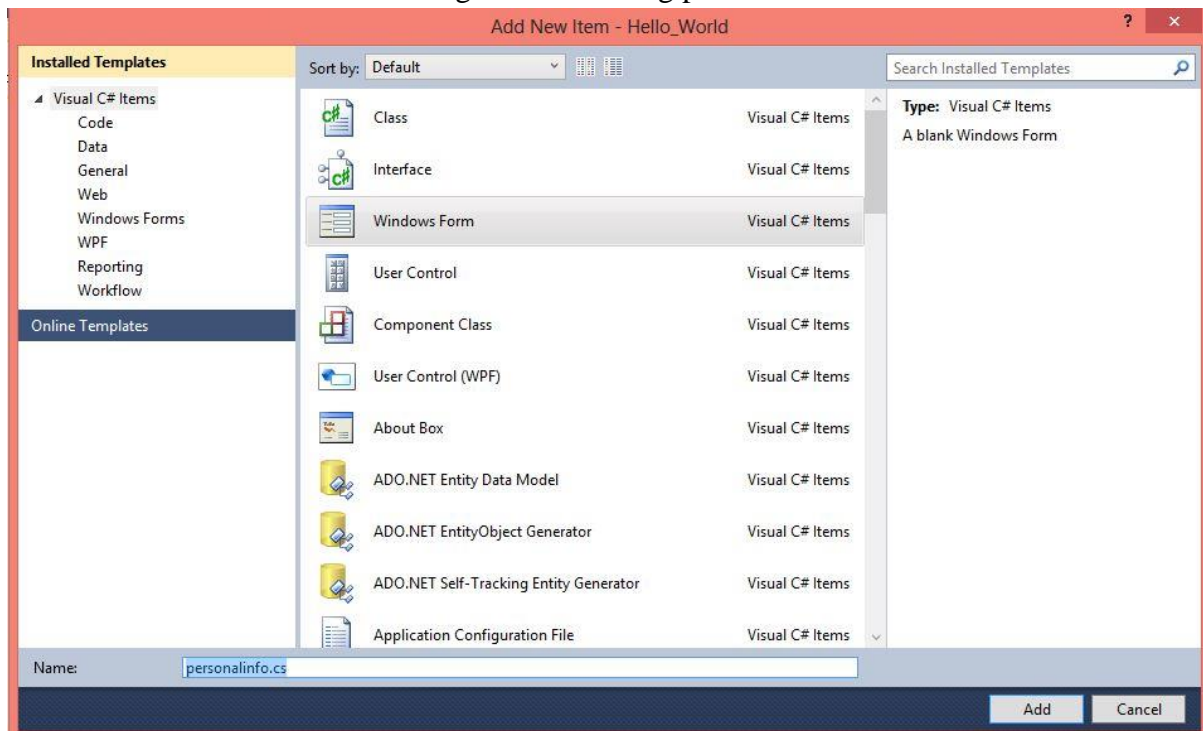 Add New Item - Hello_World
? ×
Installed Templates
Sort by: Default
Search Installed Templates
Visual C# Items
Code
Data
General
Web
Windows Forms
WPF
Reporting
Workflow
Online Templates
Class Visual C# Items
Interface Visual C# Items
Windows Form Visual C# Items
User Control Visual C# Items
Component Class Visual C# Items
User Control (WPF) Visual C# Items
About Box Visual C# Items
ADO.NET Entity Data Model Visual C# Items
ADO.NET EntityObject Generator Visual C# Items
ADO.NET Self-Tracking Entity Generator Visual C# Items
Application Configuration File Visual C# Items
Type: Visual C# Items
A blank Windows Form
Name: personalinfo.cs
Add Cancel